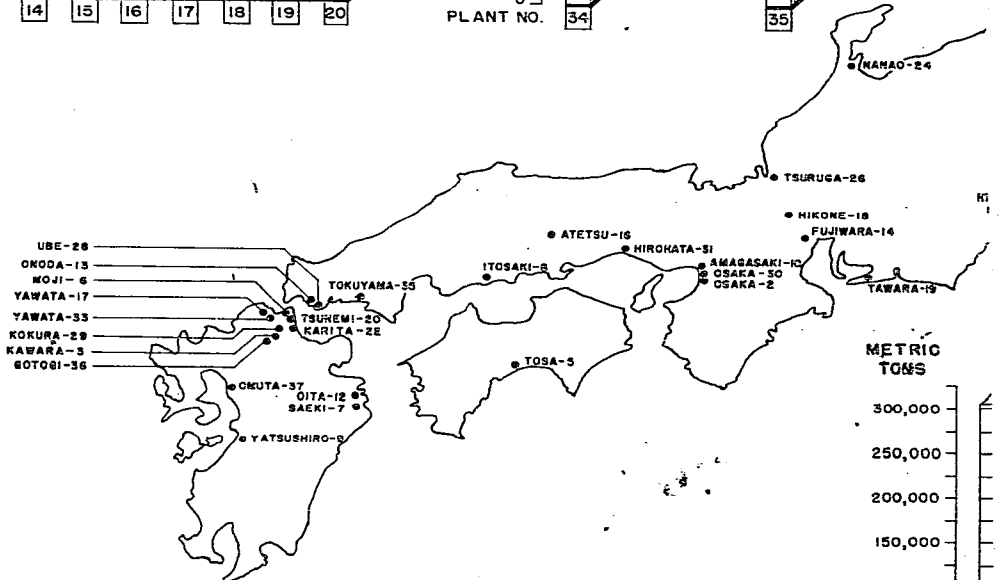 14 15 16 17 18 19 20
PLANT NO. 34 35
NANAO-24
TSURUGA-26
HIKONE-18
FUJIWARA-14
UBE-28
ATETSU-16
HIROHATA-31
ONODA-13
AMAGASAKI-10
MOJI-6
TOKUYAMA-35
ITOSAKI-8
OSAKA-30
OSAKA-2
TAWARA-19
YAWATA-17
YAWATA-33
TSUNEMI-20
KARITA-22
KOKURA-29
KAWARA-3
GOTOGI-36
TOSA-5
METRIC
TONS
OMUTA-37
OITA-12
SAEKI-7
YATSUSHIRO-9
300,000
250,000
200,000
150,000